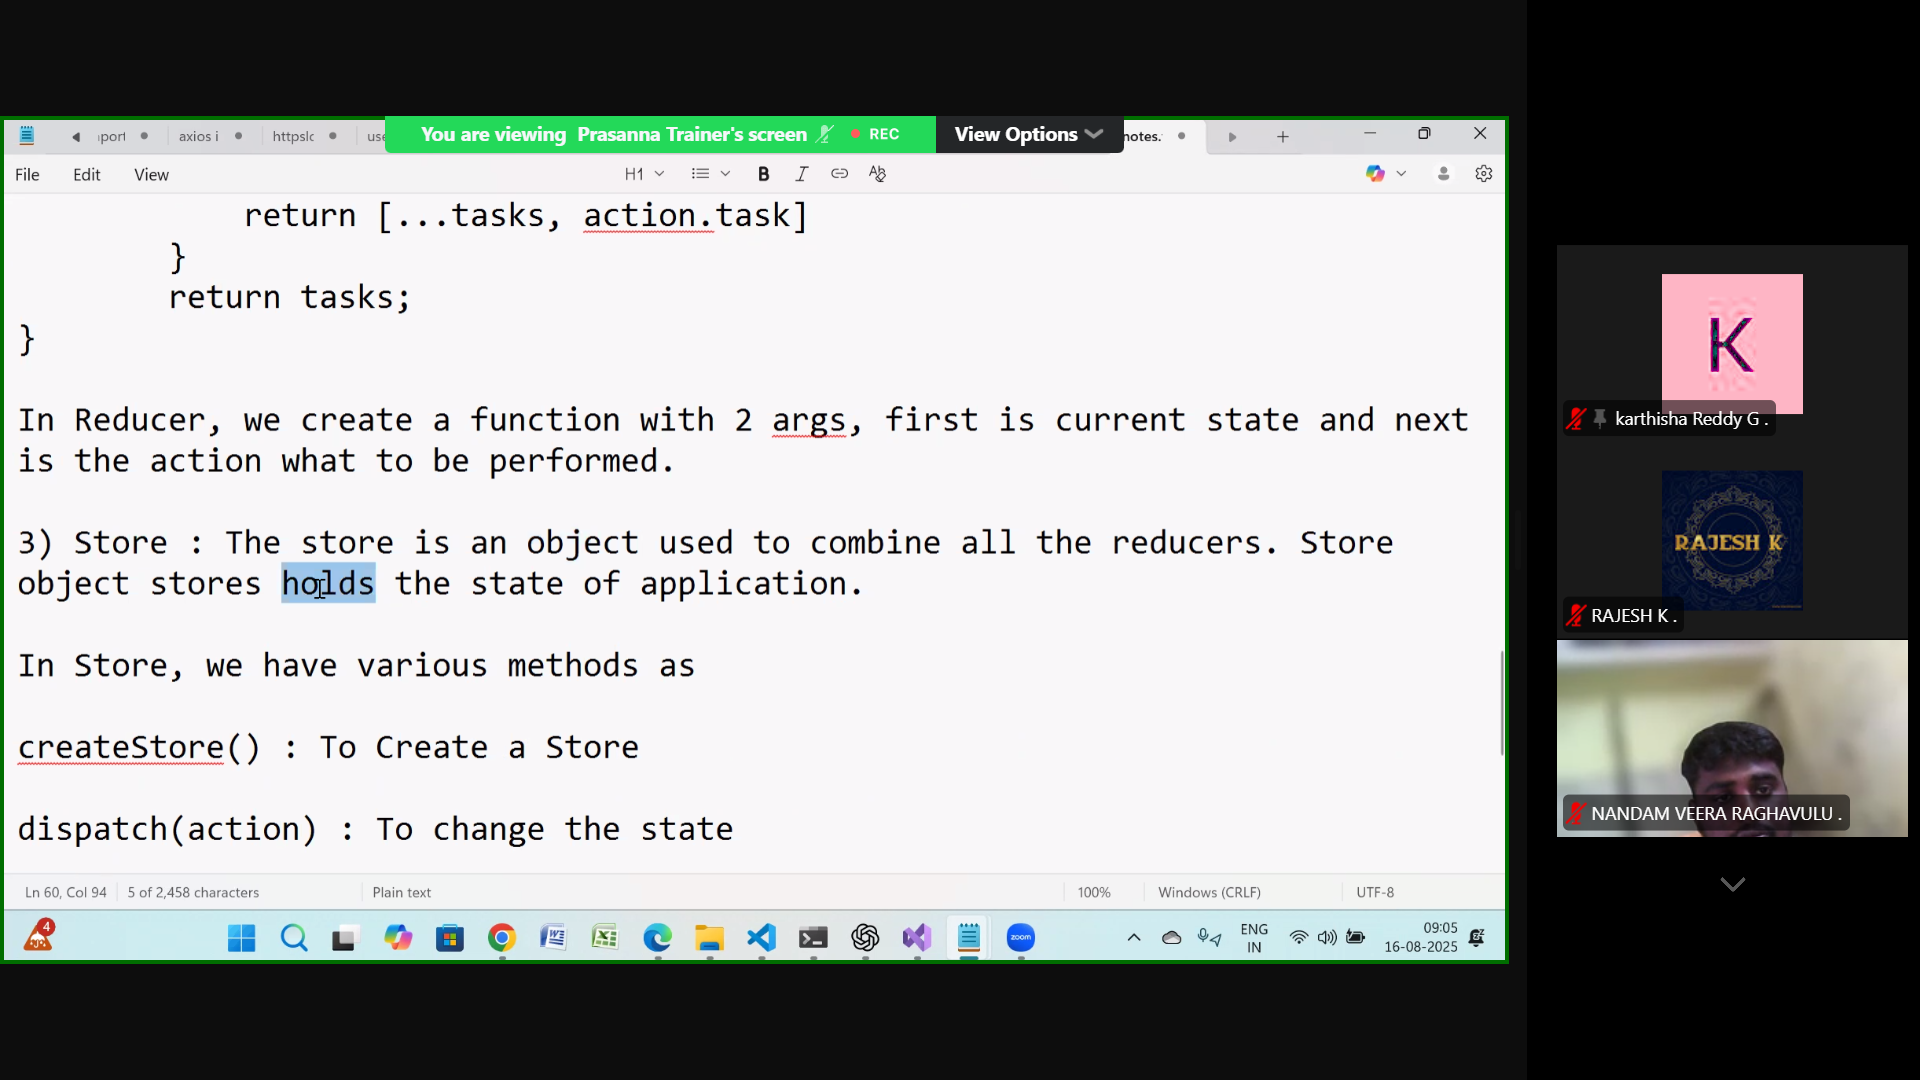 port
axios i
httpslc
use
You are viewing Prasanna Trainer's screen
REC
View Options
notes.
File
Edit
View
H1
B
I
return [...tasks, action.task]
}
return tasks;
}
In Reducer, we create a function with 2 args, first is current state and next
is the action what to be performed.
3) Store : The store is an object used to combine all the reducers. Store
object stores holds the state of application.
In Store, we have various methods as
createStore() : To Create a Store
dispatch(action) : To change the state
Ln 60, Col 94
5 of 2,458 characters
Plain text
100%
Windows (CRLF)
UTF-8
4
zoom
ENG
IN
09:05
16-08-2025
K
karthisha Reddy G .
RAJESH K
RAJESH K .
NANDAM VEERA RAGHAVULU .